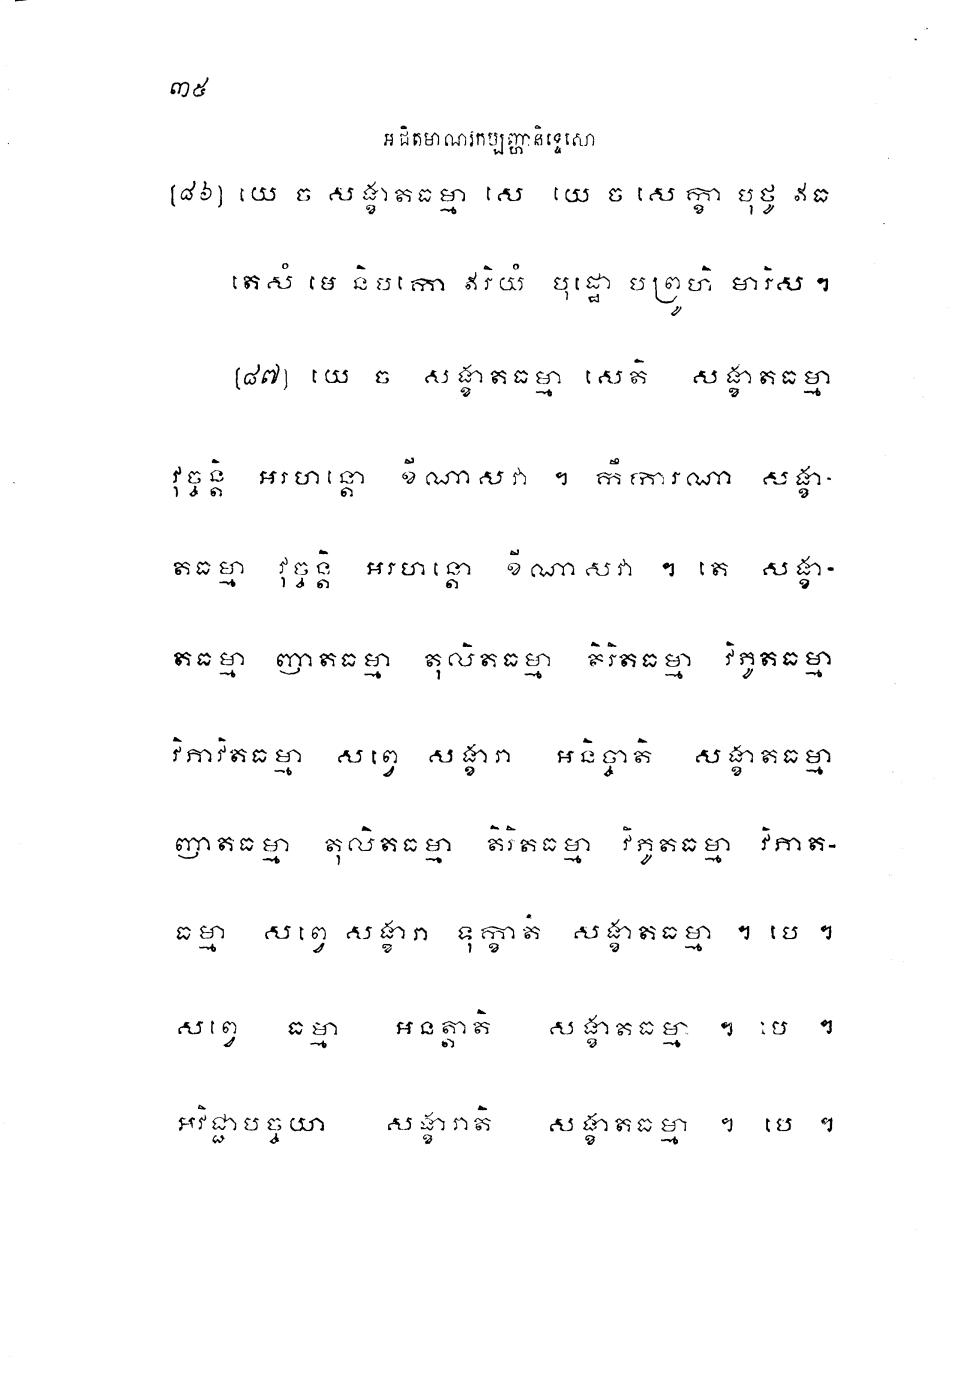 ៣៥
អជិតមាណវកប្បញ្ហានិទ្ទេសោ
(៨៦) យេ ច សង្ខាតធម្មា សេ យេ ច សេក្ខា បុថូ ឥធ
តេសំ មេ និបកោ ឥរិយំ បុដ្ឋោ បព្រូហិ មារិស ។
(៨៧) យេ ច សង្ខាតធម្មា សេតិ សង្ខាតធម្មា
វុច្ចន្តិ អរហន្តោ ខីណាសវា ។ កឹការណា សង្ខា-
តធម្មា វុច្ចន្តិ អរហន្តោ ខីណាសវា ។ តេ សង្ខា-
តធម្មា ញាតធម្មា តុលិតធម្មា តិរិតធម្មា វិភូតធម្មា
វិភាវិតធម្មា សព្វេ សង្ខារា អនិច្ចាតិ សង្ខាតធម្មា
ញាតធម្មា តុលិតធម្មា តិរិតធម្មា វិភូតធម្មា វិភាត-
ធម្មា សព្វេ សង្ខារា ទុក្ខាតិ សង្ខាតធម្មា ។ បេ ។
សព្វេ ធម្មា អនត្តាតិ សង្ខាតធម្មា ។ បេ ។
អវិជ្ជាបច្ចយា សង្ខារាតិ សង្ខាតធម្មា ។ បេ ។